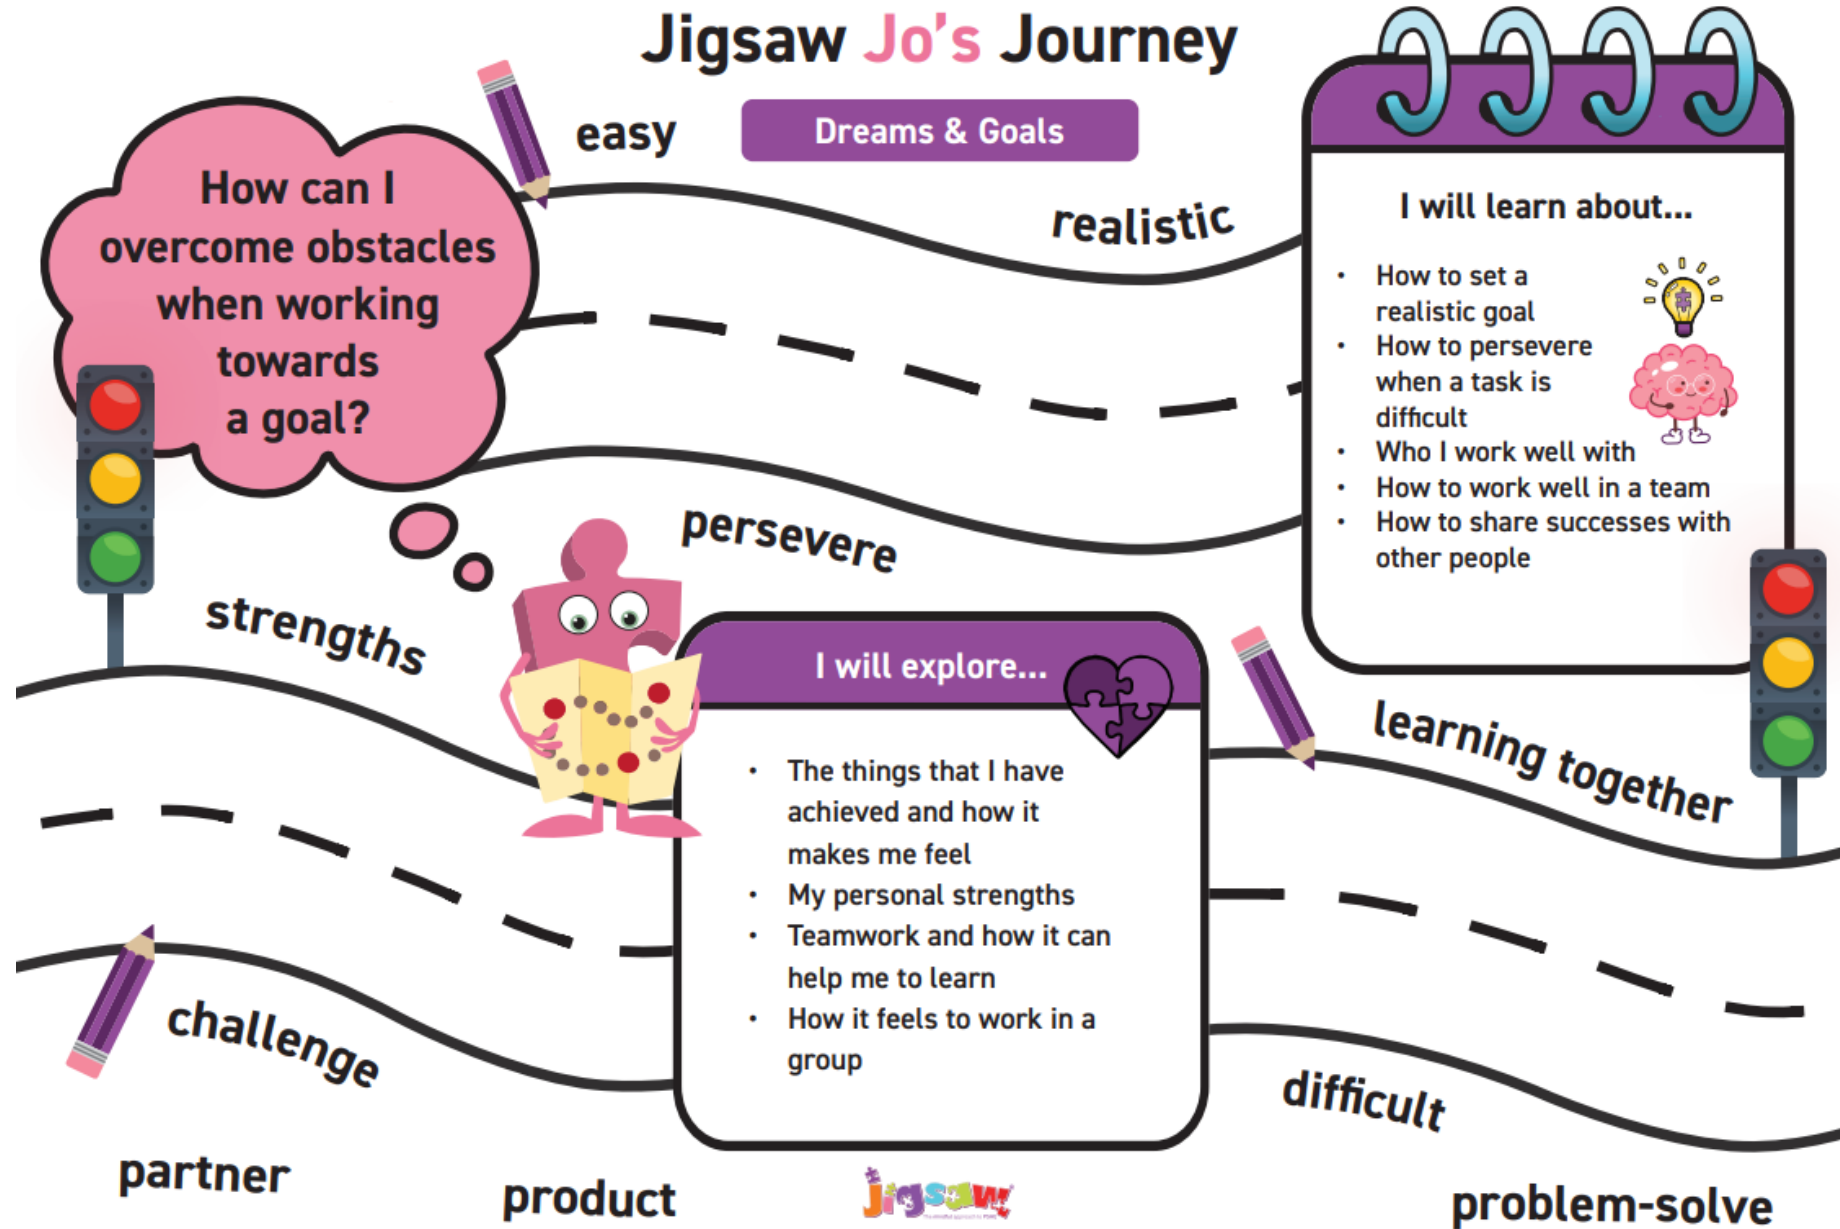 Jigsaw Jo's Journey
Dreams & Goals
easy
realistic
How can I
overcome obstacles
when working
towards
a goal?
I will learn about...
• How to set a
realistic goal
• How to persevere
when a task is
difficult
• Who I work well with
• How to work well in a team
• How to share successes with
other people
persevere
strengths
I will explore...
• The things that I have
achieved and how it
makes me feel
• My personal strengths
• Teamwork and how it can
help me to learn
• How it feels to work in a
group
learning together
challenge
difficult
partner
product
jigsaw
problem-solve